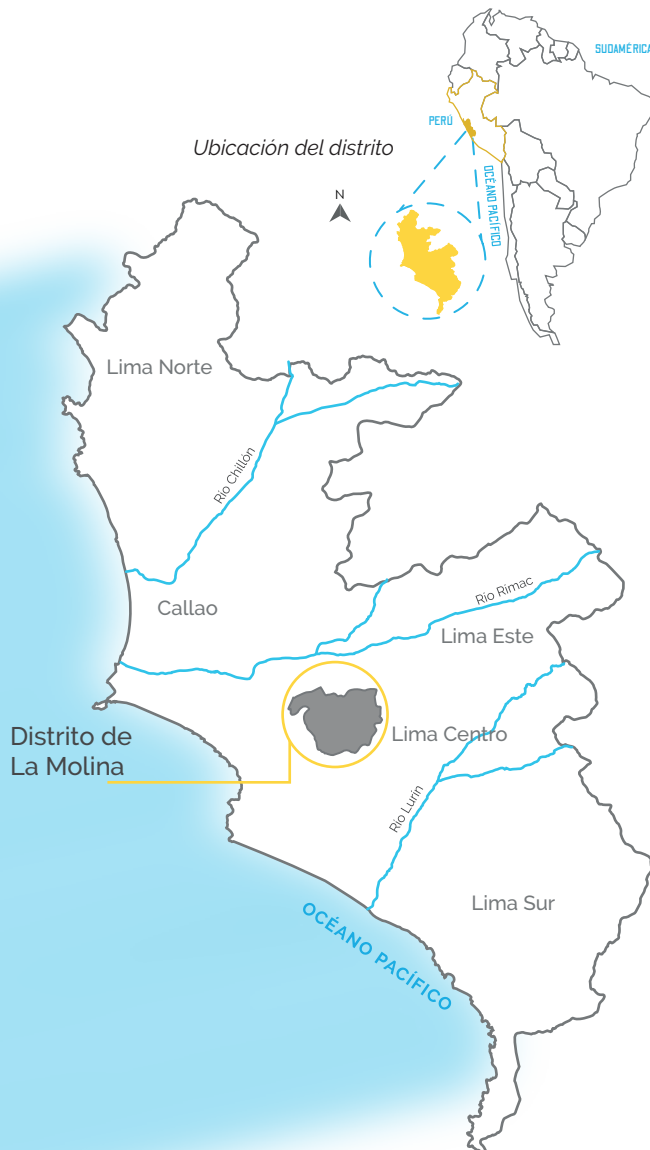 SUDAMÉRICA
PERÚ
Ubicación del distrito
OCÉANO PACÍFICO
N
Lima Norte
Río Chillón
Callao
Río Rimac
Lima Este
Distrito de
La Molina
Lima Centro
Río Lurín
Lima Sur
OCÉANO PACÍFICO